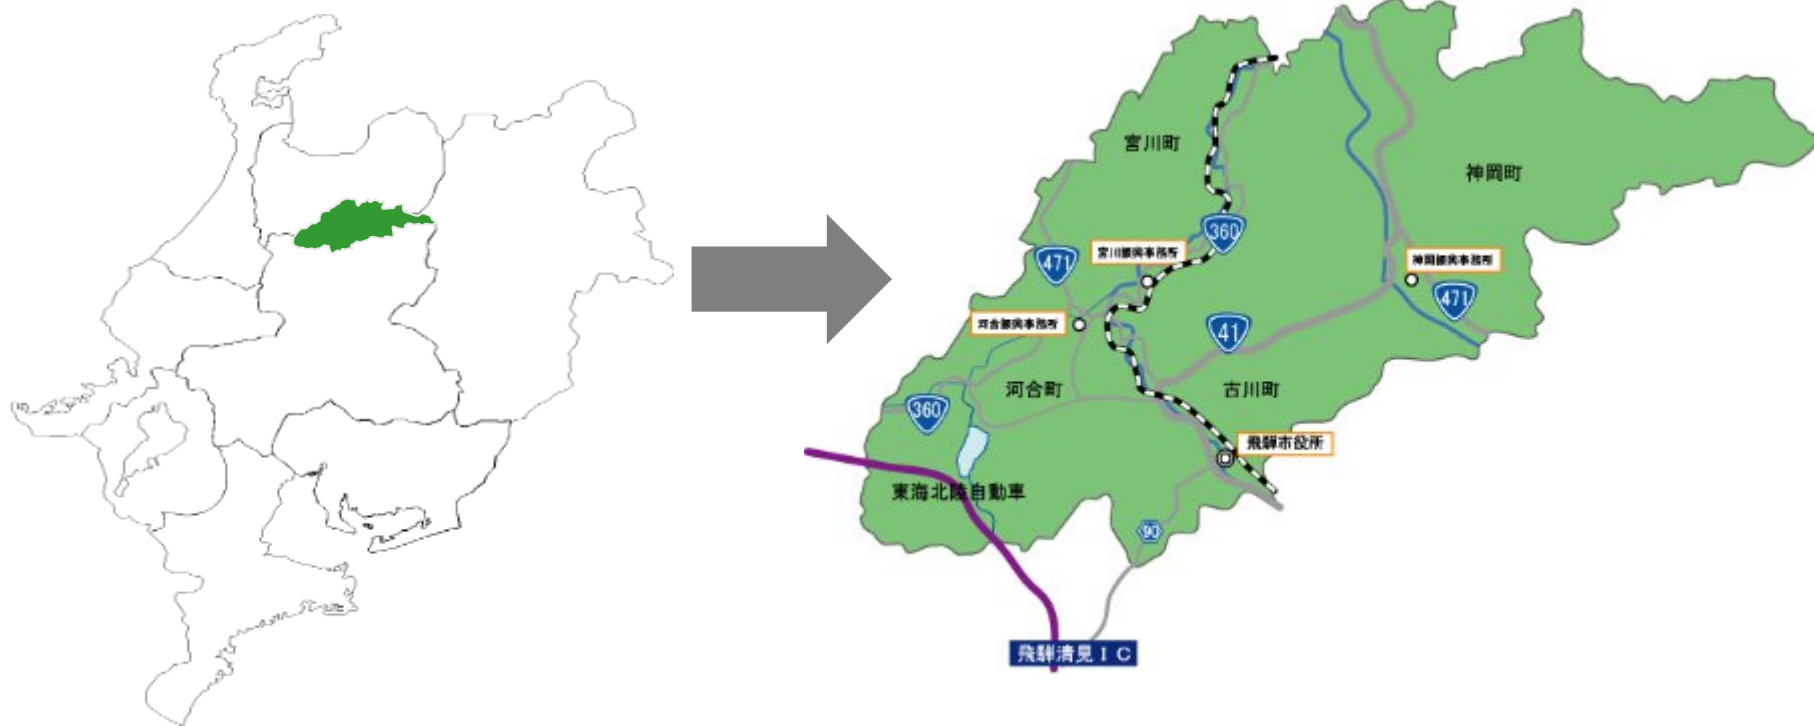 宮川町
神岡町
360
宮川振興事務所
471
神岡振興事務所
471
河合振興事務所
41
河合町
古川町
360
飛騨市役所
東海北陸自動車
90
飛騨清見IC